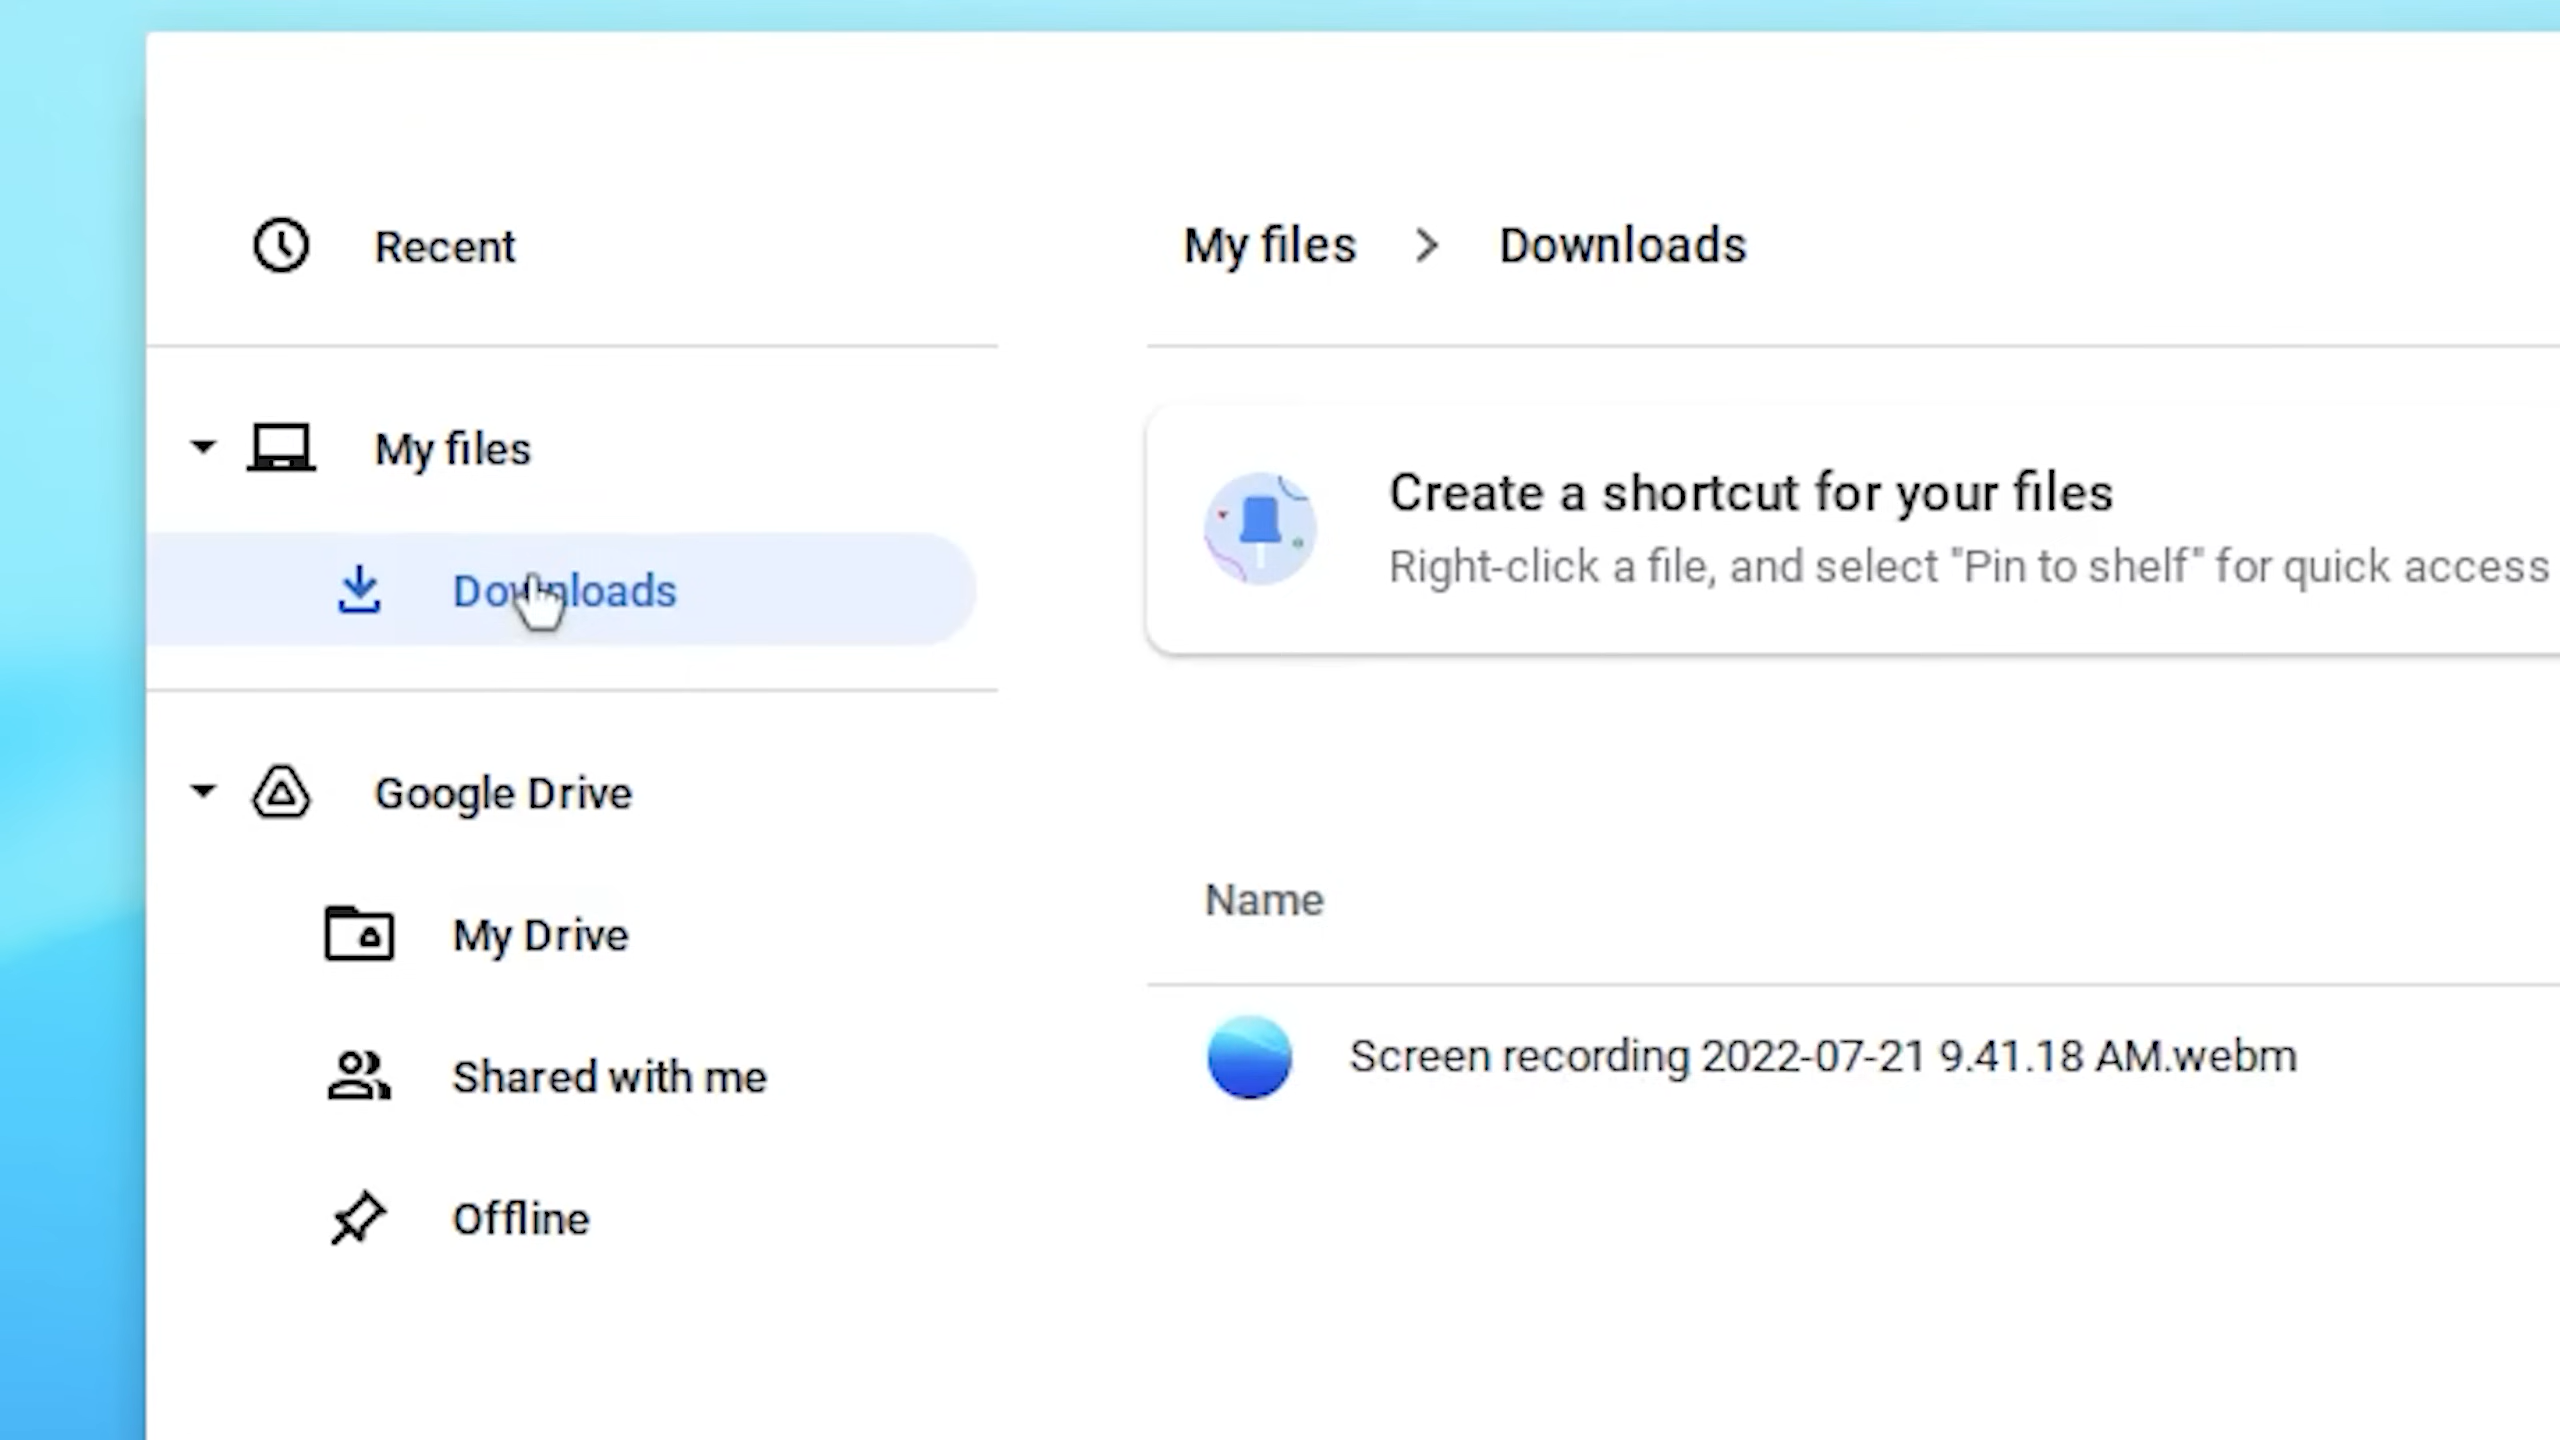 Recent
My files
Downloads
Google Drive
My Drive
Shared with me
Offline
My files > Downloads
Create a shortcut for your files
Right-click a file, and select "Pin to shelf" for quick access
Name
Screen recording 2022-07-21 9.41.18 AM.webm